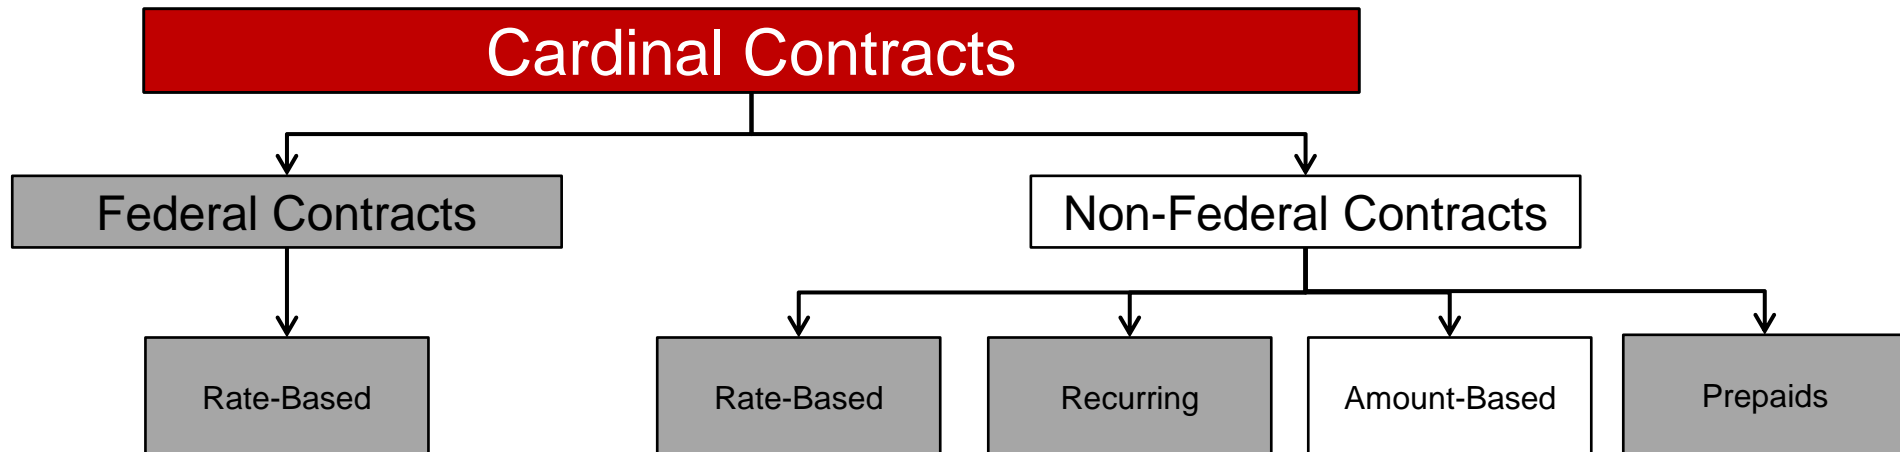 Cardinal Contracts
Federal Contracts
Non-Federal Contracts
Rate-Based
Rate-Based
Recurring
Amount-Based
Prepaids